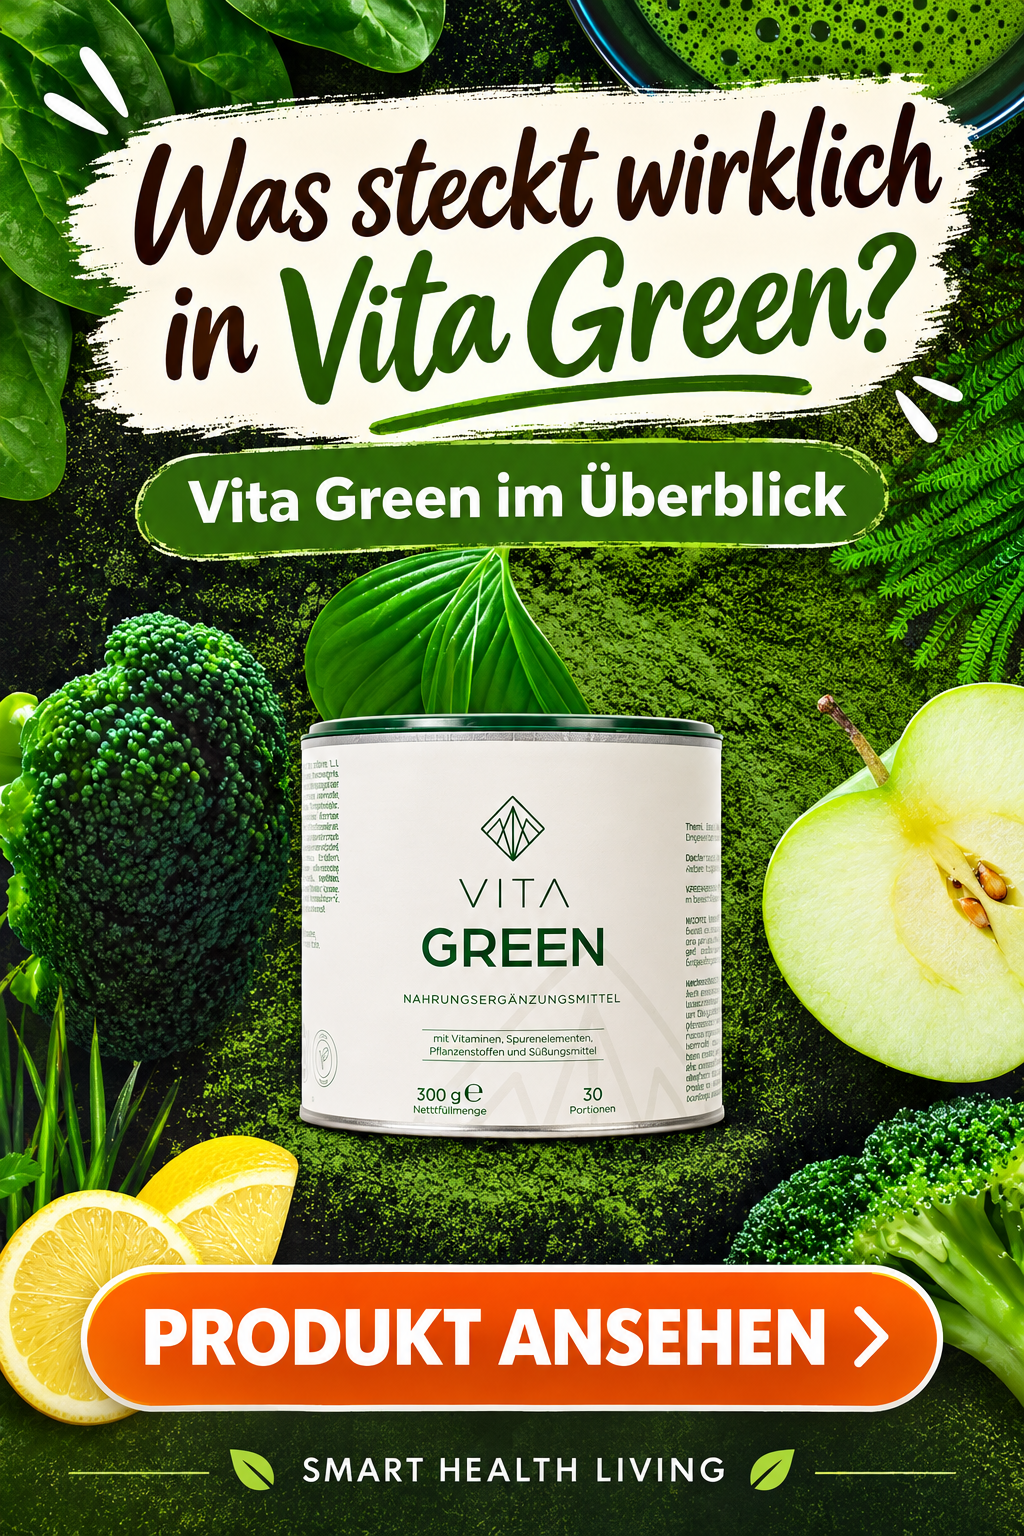 Was steckt wirklich
in Vita Green?
Vita Green im Überblick
VITA
GREEN
NAHRUNGSERGÄNZUNGSMITTEL
mit Vitaminen, Spurenelementen,
Pflanzenstoffen und Süßungsmittel
300 g℮ 30
Nettfüllmenge Portionen
PRODUKT ANSEHEN
SMART HEALTH LIVING